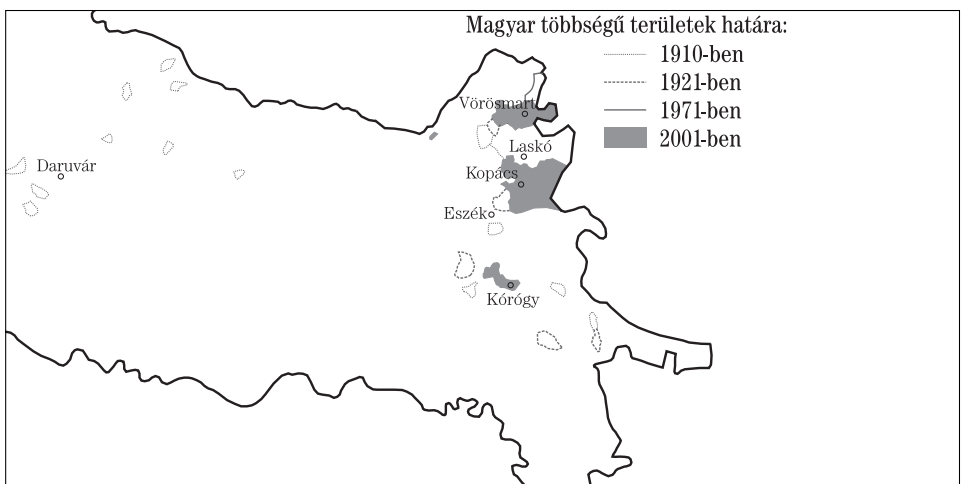 Magyar többségű területek határa:
1910-ben
1921-ben
1971-ben
2001-ben
Vörösmart
Laskó
Daruvár
Kopács
Eszék
Kórógy